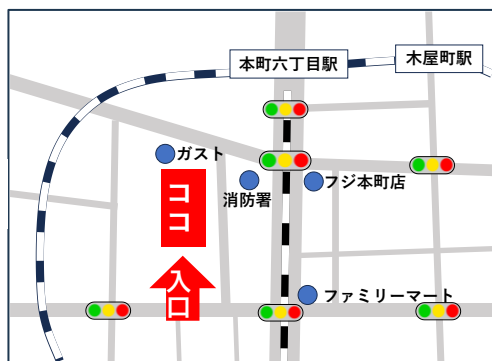 本町六丁目駅
木屋町駅
ガスト
ココ
消防署
フジ本町店
入口
ファミリーマート